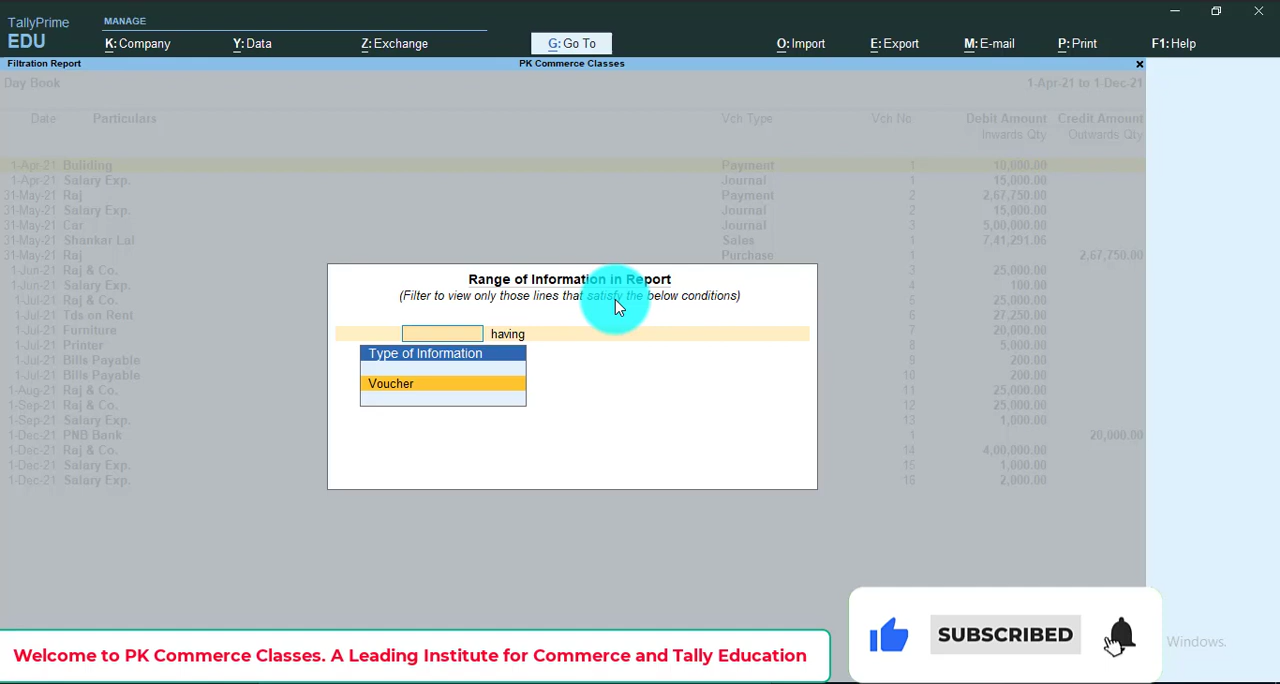 TallyPrime
EDU
MANAGE
K: Company Y: Data Z: Exchange G: Go To O: Import E: Export M: E-mail P: Print F1: Help
Filtration Report PK Commerce Classes ×
Day Book 1-Apr-21 to 1-Dec-21
Date Particulars Vch Type Vch No Debit Amount Credit Amount
Inwards Qty Outwards Qty
1-Apr-21 Buliding Payment 1 10,000.00
1-Apr-21 Salary Exp. Journal 1 15,000.00
31-May-21 Raj Payment 2 2,67,750.00
31-May-21 Salary Exp. Journal 2 15,000.00
31-May-21 Car Journal 3 5,00,000.00
31-May-21 Shankar Lal Sales 1 7,41,291.06
31-May-21 Raj Purchase 1 2,67,750.00
1-Jun-21 Raj & Co. 3 25,000.00
1-Jun-21 Salary Exp. 4 100.00
1-Jul-21 Raj & Co. 5 25,000.00
1-Jul-21 Tds on Rent 6 27,250.00
1-Jul-21 Furniture 7 20,000.00
1-Jul-21 Printer 8 5,000.00
1-Jul-21 Bills Payable 9 200.00
1-Jul-21 Bills Payable 10 200.00
1-Aug-21 Raj & Co. 11 25,000.00
1-Sep-21 Raj & Co. 12 25,000.00
1-Sep-21 Salary Exp. 13 1,000.00
1-Dec-21 PNB Bank 1 20,000.00
1-Dec-21 Raj & Co. 14 4,00,000.00
1-Dec-21 Salary Exp. 15 1,000.00
1-Dec-21 Salary Exp. 16 2,000.00
Range of Information in Report
(Filter to view only those lines that satisfy the below conditions)
having
Type of Information
Voucher
SUBSCRIBED
Windows.
Welcome to PK Commerce Classes. A Leading Institute for Commerce and Tally Education